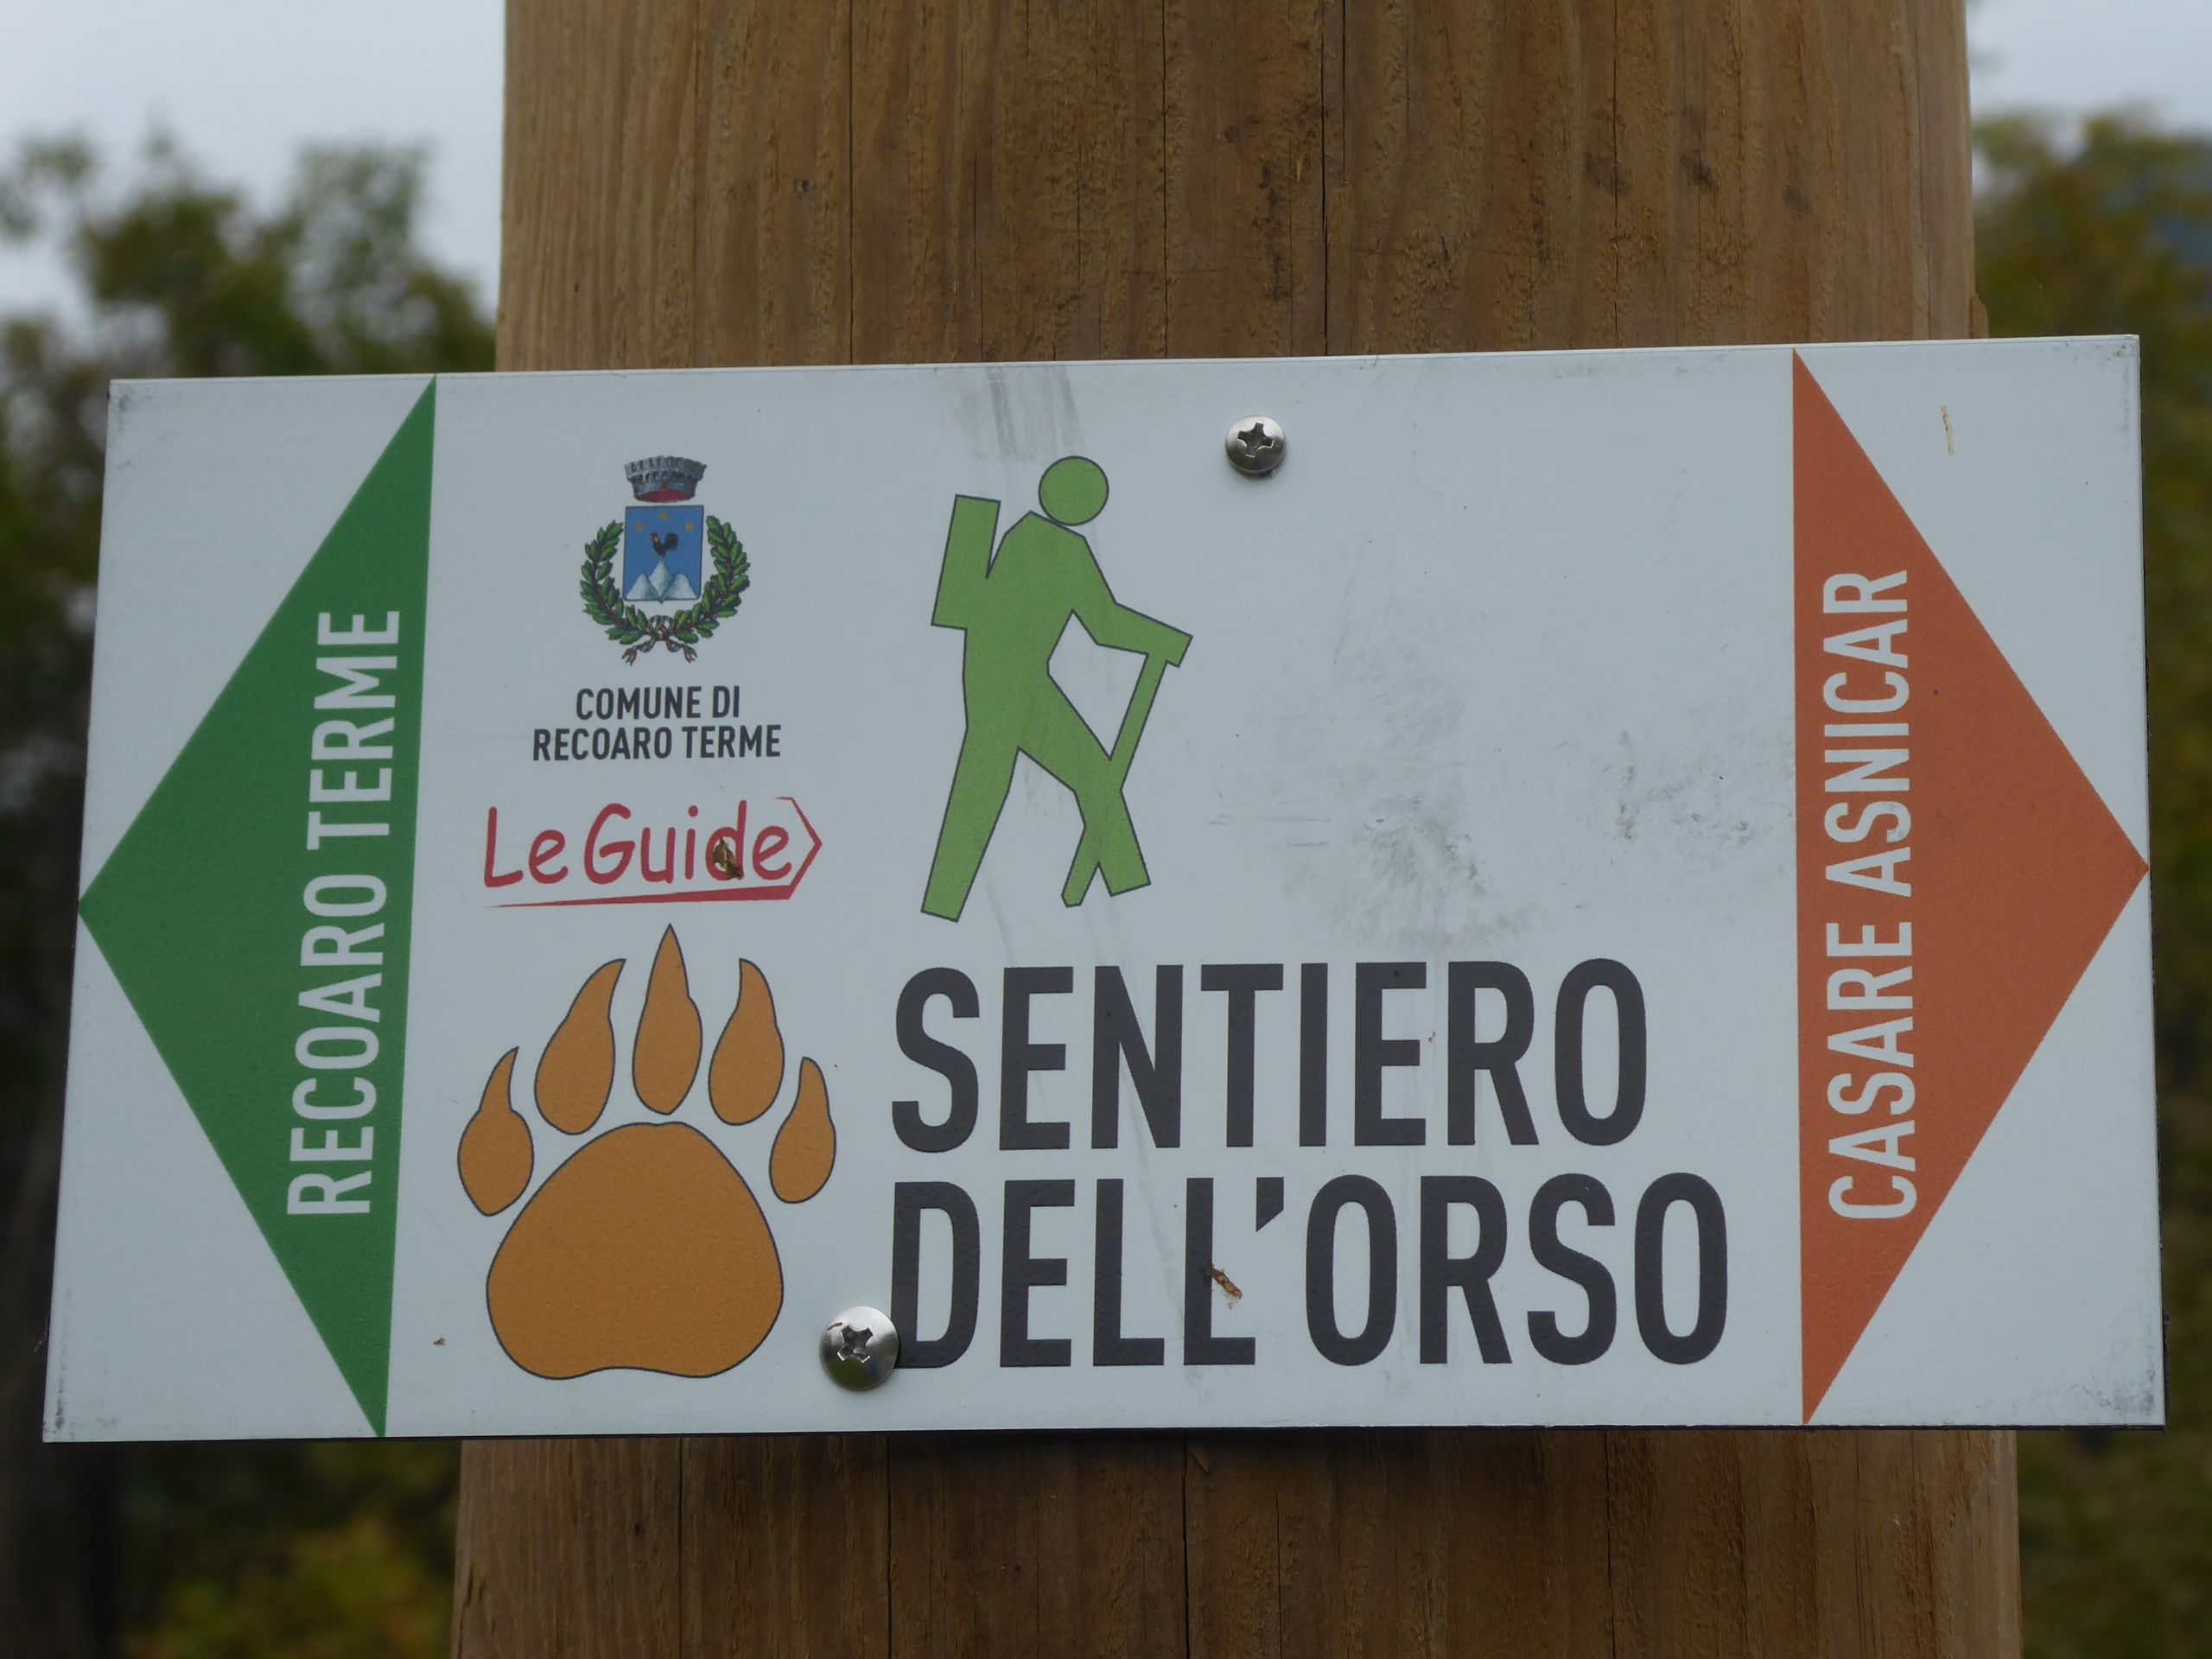 RECOARO TERME
COMUNE DI
RECOARO TERME
Le Guide
SENTIERO
DELL'ORSO
CASARE ASNICAR